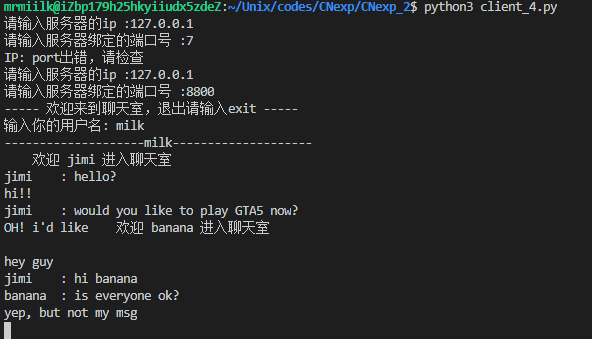 mrmiilk@iZbp179h25hkyiiudx5zdeZ:~/Unix/codes/CNexp/CNexp_2$ python3 client_4.py
请输入服务器的ip :127.0.0.1
请输入服务器绑定的端口号 :7
IP: port出错，请检查
请输入服务器的ip :127.0.0.1
请输入服务器绑定的端口号 :8800
----- 欢迎来到聊天室，退出请输入exit -----
输入你的用户名: milk
--------------------milk--------------------
    欢迎 jimi 进入聊天室
jimi    : hello?
hi!!
jimi    : would you like to play GTA5 now?
OH! i'd like    欢迎 banana 进入聊天室

hey guy
jimi    : hi banana
banana  : is everyone ok?
yep, but not my msg